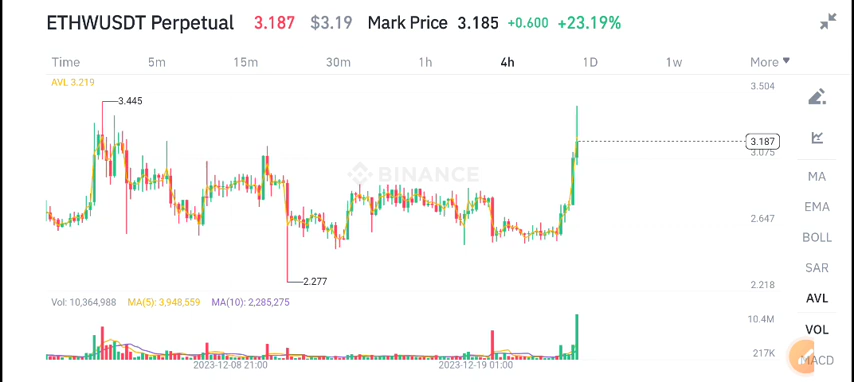 ETHWUSDT Perpetual 3.187 $3.19 Mark Price 3.185 +0.600 +23.19%
Time 5m 15m 30m 1h 4h 1D 1w More
AVL 3.219
3.504
3.445
BINANCE
3.187
3.075
MA
EMA
2.647
BOLL
SAR
2.277
2.218
Vol: 10,364,988 MA(5): 3,948,559 MA(10): 2,285,275
AVL
10.4M
VOL
217K
MACD
2023-12-08 21:00 2023-12-19 01:00